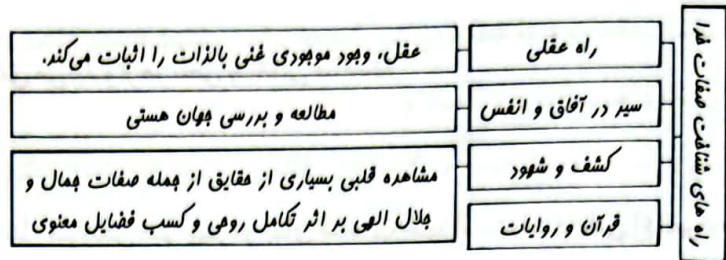 راه های شناخت صفات خدا
راه عقلی
عقل، وجود موجودی غنی بالذات را اثبات می‌کند.
سیر در آفاق و انفس
مطالعه و بررسی جهان هستی
کشف و شهود
مشاهده قلبی بسیاری از حقایق از جمله صفات جمال و
جلال الهی بر اثر تکامل روحی و کسب فضایل معنوی
قرآن و روایات